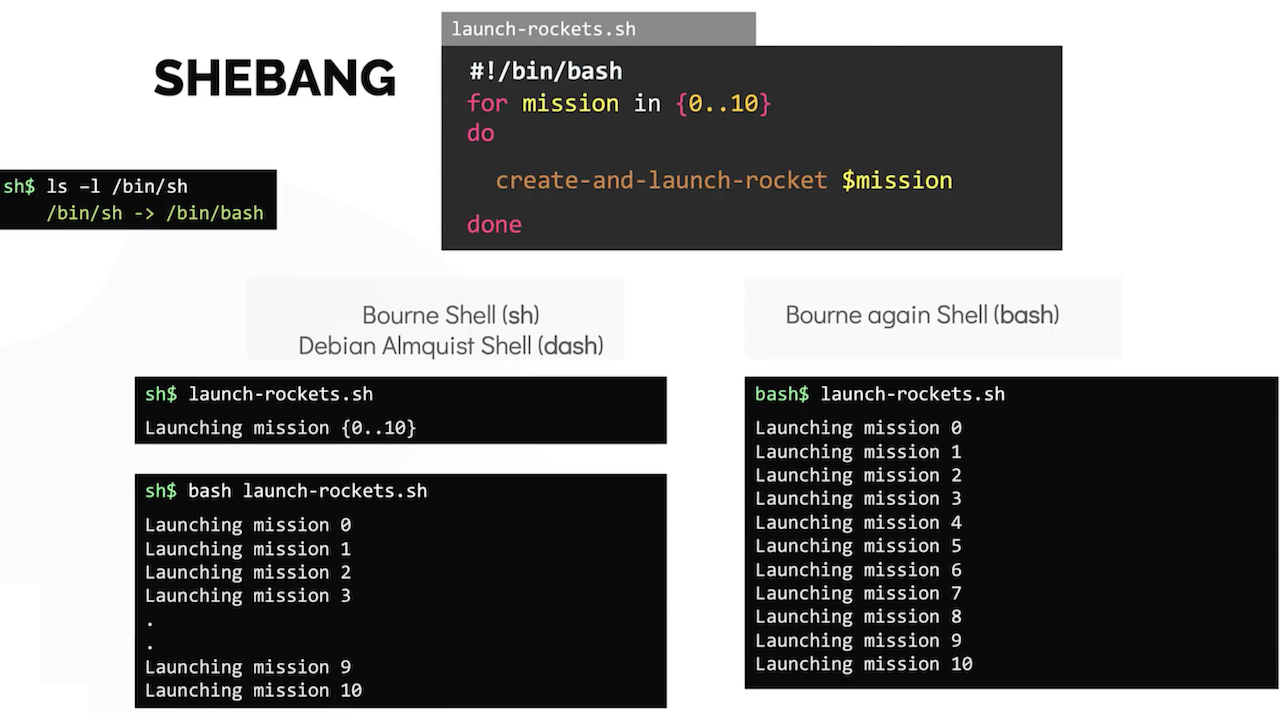 SHEBANG
launch-rockets.sh
#!/bin/bash
for mission in {0..10}
do
create-and-launch-rocket $mission
done
sh$ ls –l /bin/sh
/bin/sh -> /bin/bash
Bourne Shell (sh)
Debian Almquist Shell (dash)
sh$ launch-rockets.sh
Launching mission {0..10}
sh$ bash launch-rockets.sh
Launching mission 0
Launching mission 1
Launching mission 2
Launching mission 3
.
.
Launching mission 9
Launching mission 10
Bourne again Shell (bash)
bash$ launch-rockets.sh
Launching mission 0
Launching mission 1
Launching mission 2
Launching mission 3
Launching mission 4
Launching mission 5
Launching mission 6
Launching mission 7
Launching mission 8
Launching mission 9
Launching mission 10